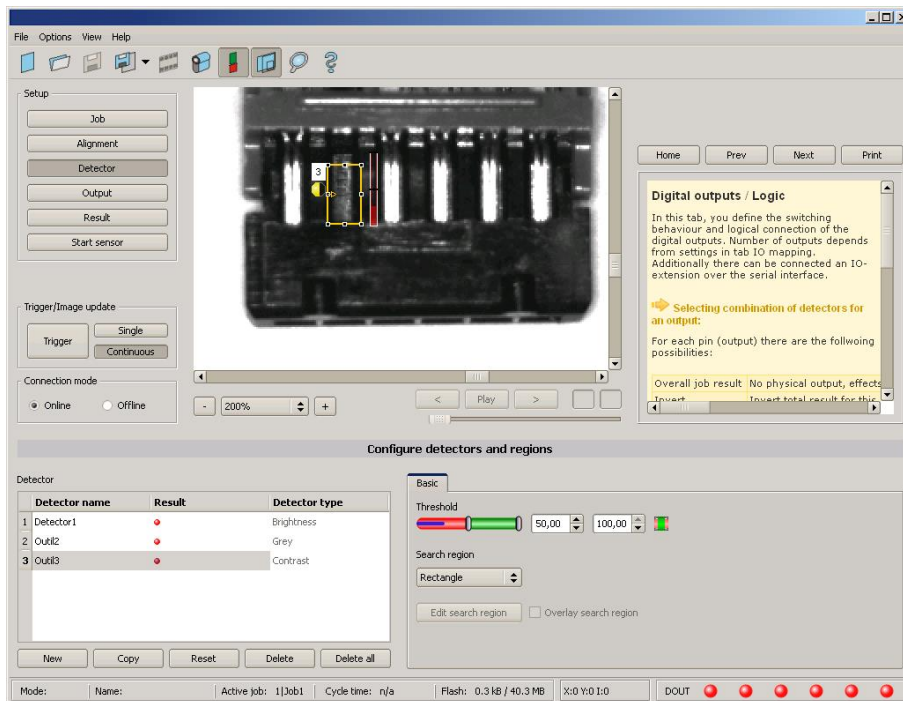 File Options View Help
Setup
Job
Alignment
Detector
Output
Result
Start sensor
Trigger/Image update
Trigger
Single
Continuous
Connection mode
Online
Offline
3
- 200% +
< Play >
Home Prev Next Print
Digital outputs / Logic
In this tab, you define the switching
behaviour and logical connection of the
digital outputs. Number of outputs depends
from settings in tab IO mapping.
Additionally there can be connected an IO-
extension over the serial interface.
Selecting combination of detectors for
an output:
For each pin (output) there are the follwoing
possibilities:
Overall job result No physical output, effects
Invert Invert total result for this
Configure detectors and regions
Detector
Detector name Result Detector type
1 Detector1 Brightness
2 Outil2 Grey
3 Outil3 Contrast
New Copy Reset Delete Delete all
Basic
Threshold
50,00 100,00
Search region
Rectangle
Edit search region Overlay search region
Mode: Name: Active job: 1|Job1 Cycle time: n/a Flash: 0.3 kB / 40.3 MB X:0 Y:0 I:0 DOUT